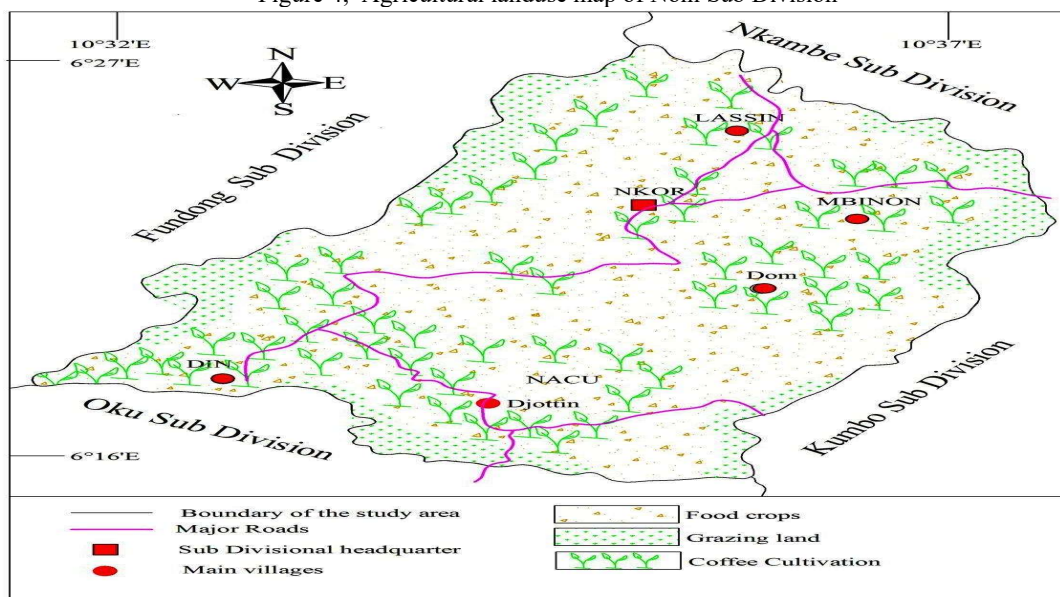 Figure 4, Agricultural landuse map of Noni Sub Division
10°32'E
10°37'E
6°27'E
N
W E
S
Nkambe Sub Division
Fundong Sub Division
LASSIN
NKOR
MBINON
Dom
DIN
NACU
Djottin
Oku Sub Division
Kumbo Sub Division
6°16'E
Boundary of the study area
Major Roads
Sub Divisional headquarter
Main villages
Food crops
Grazing land
Coffee Cultivation